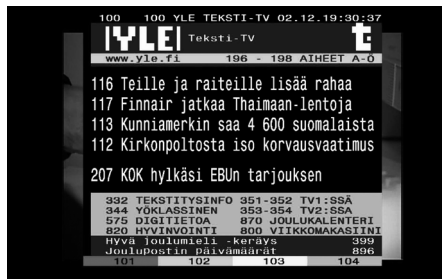 100 100 YLE TEKSTI-TV 02.12.19:30:37
YLE Teksti-TV t
www.yle.fi 196 - 198 AIHEET A-Ö
116 Teille ja raiteille lisää rahaa
117 Finnair jatkaa Thaimaan-lentoja
113 Kunniamerkin saa 4 600 suomalaista
112 Kirkonpoltosta iso korvausvaatimus
207 KOK hylkäsi EBUn tarjouksen
332 TEKSTITYSINFO 351-352 TV1:SSÄ
344 YÖKLASSINEN 353-354 TV2:SSA
575 DIGITIETOA 870 JOULUKALENTERI
820 HYVINVOINTI 800 VIIKKOMAKASIINI
Hyvä joulumieli -keräys 399
Joulupostin päivämäärät 896
101 102 103 104